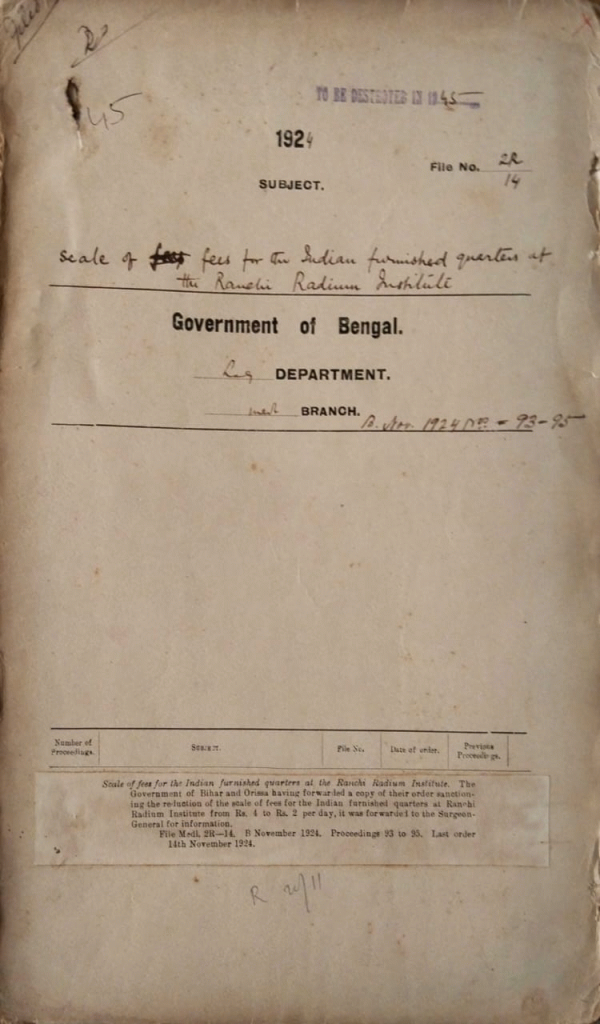 Filed
R
45
TO BE DESTROYED IN 1945
1924
File No. 2R/14
SUBJECT.
Scale of fees for the Indian furnished quarters at
the Ranchi Radium Institute
Government of Bengal.
DEPARTMENT.
BRANCH.
B. Nov. 1924 Nos - 93-95
Number of Proceedings.
SUBJECT.
File No.
Date of order.
Previous Proceedings.
Scale of fees for the Indian furnished quarters at the Ranchi Radium Institute. The
Government of Bihar and Orissa having forwarded a copy of their order sanction-
ing the reduction of the scale of fees for the Indian furnished quarters at Ranchi
Radium Institute from Rs. 4 to Rs. 2 per day, it was forwarded to the Surgeon-
General for information.
File Medl. 2R—14. B November 1924. Proceedings 93 to 95. Last order
14th November 1924.
R